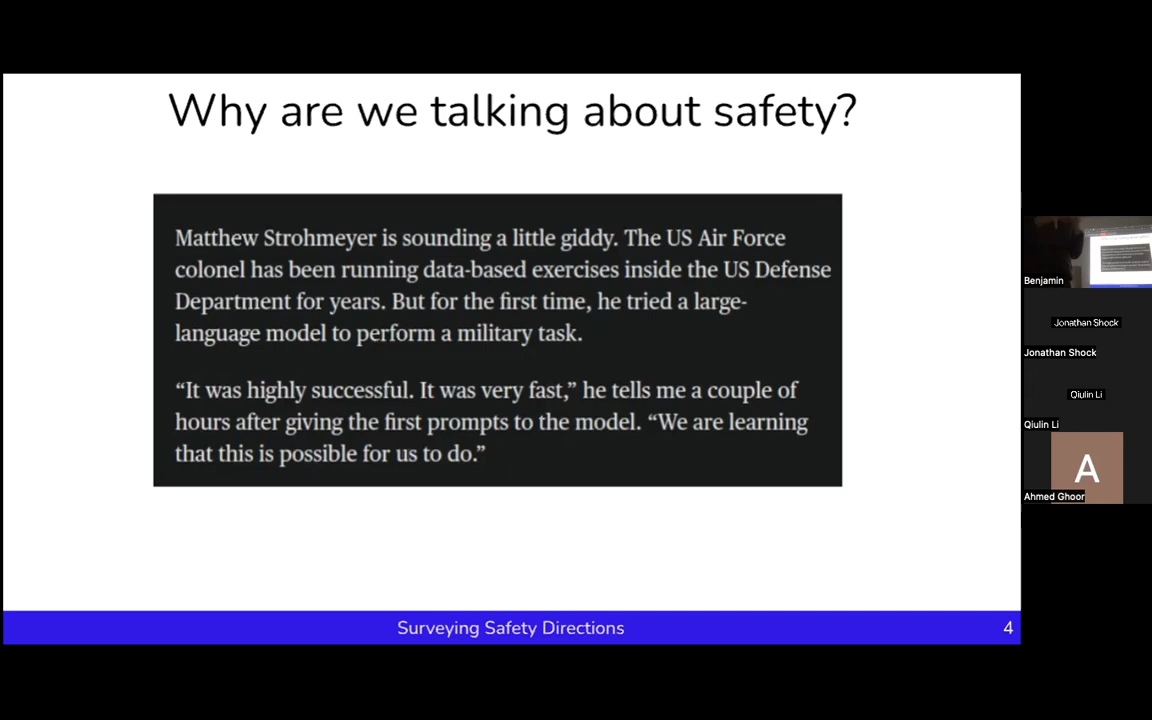 Why are we talking about safety?
Matthew Strohmeyer is sounding a little giddy. The US Air Force
colonel has been running data-based exercises inside the US Defense
Department for years. But for the first time, he tried a large-
language model to perform a military task.
“It was highly successful. It was very fast,” he tells me a couple of
hours after giving the first prompts to the model. “We are learning
that this is possible for us to do.”
Surveying Safety Directions
4
Benjamin
Jonathan Shock
Jonathan Shock
Qiulin Li
Qiulin Li
A
Ahmed Ghoor